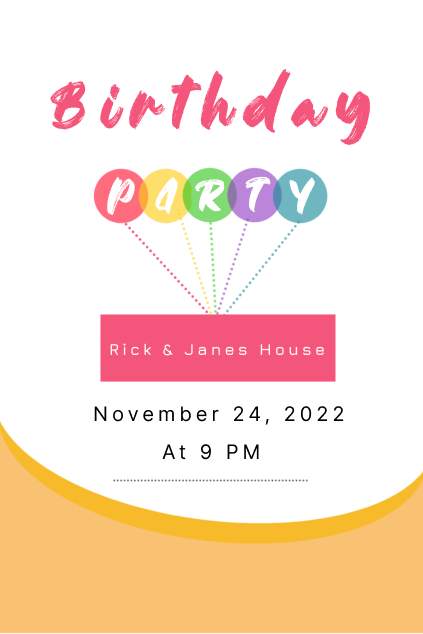 Birthday
PARTY
Rick & Janes House
November 24, 2022
At 9 PM